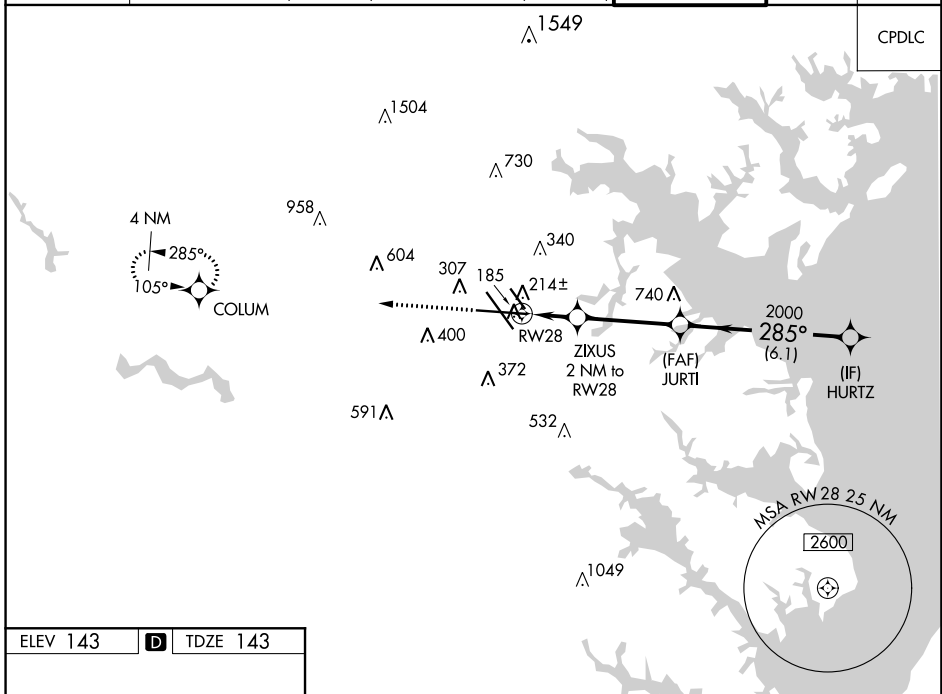 1549
CPDLC
1504
730
958
4 NM
285°
105°
COLUM
604
340
307
185
214±
740
2000
285°
(6.1)
RW28
400
ZIXUS
2 NM to
RW28
(FAF)
JURTI
(IF)
HURTZ
372
591
532
MSA RW28 25 NM
2600
1049
ELEV 143
D
TDZE 143